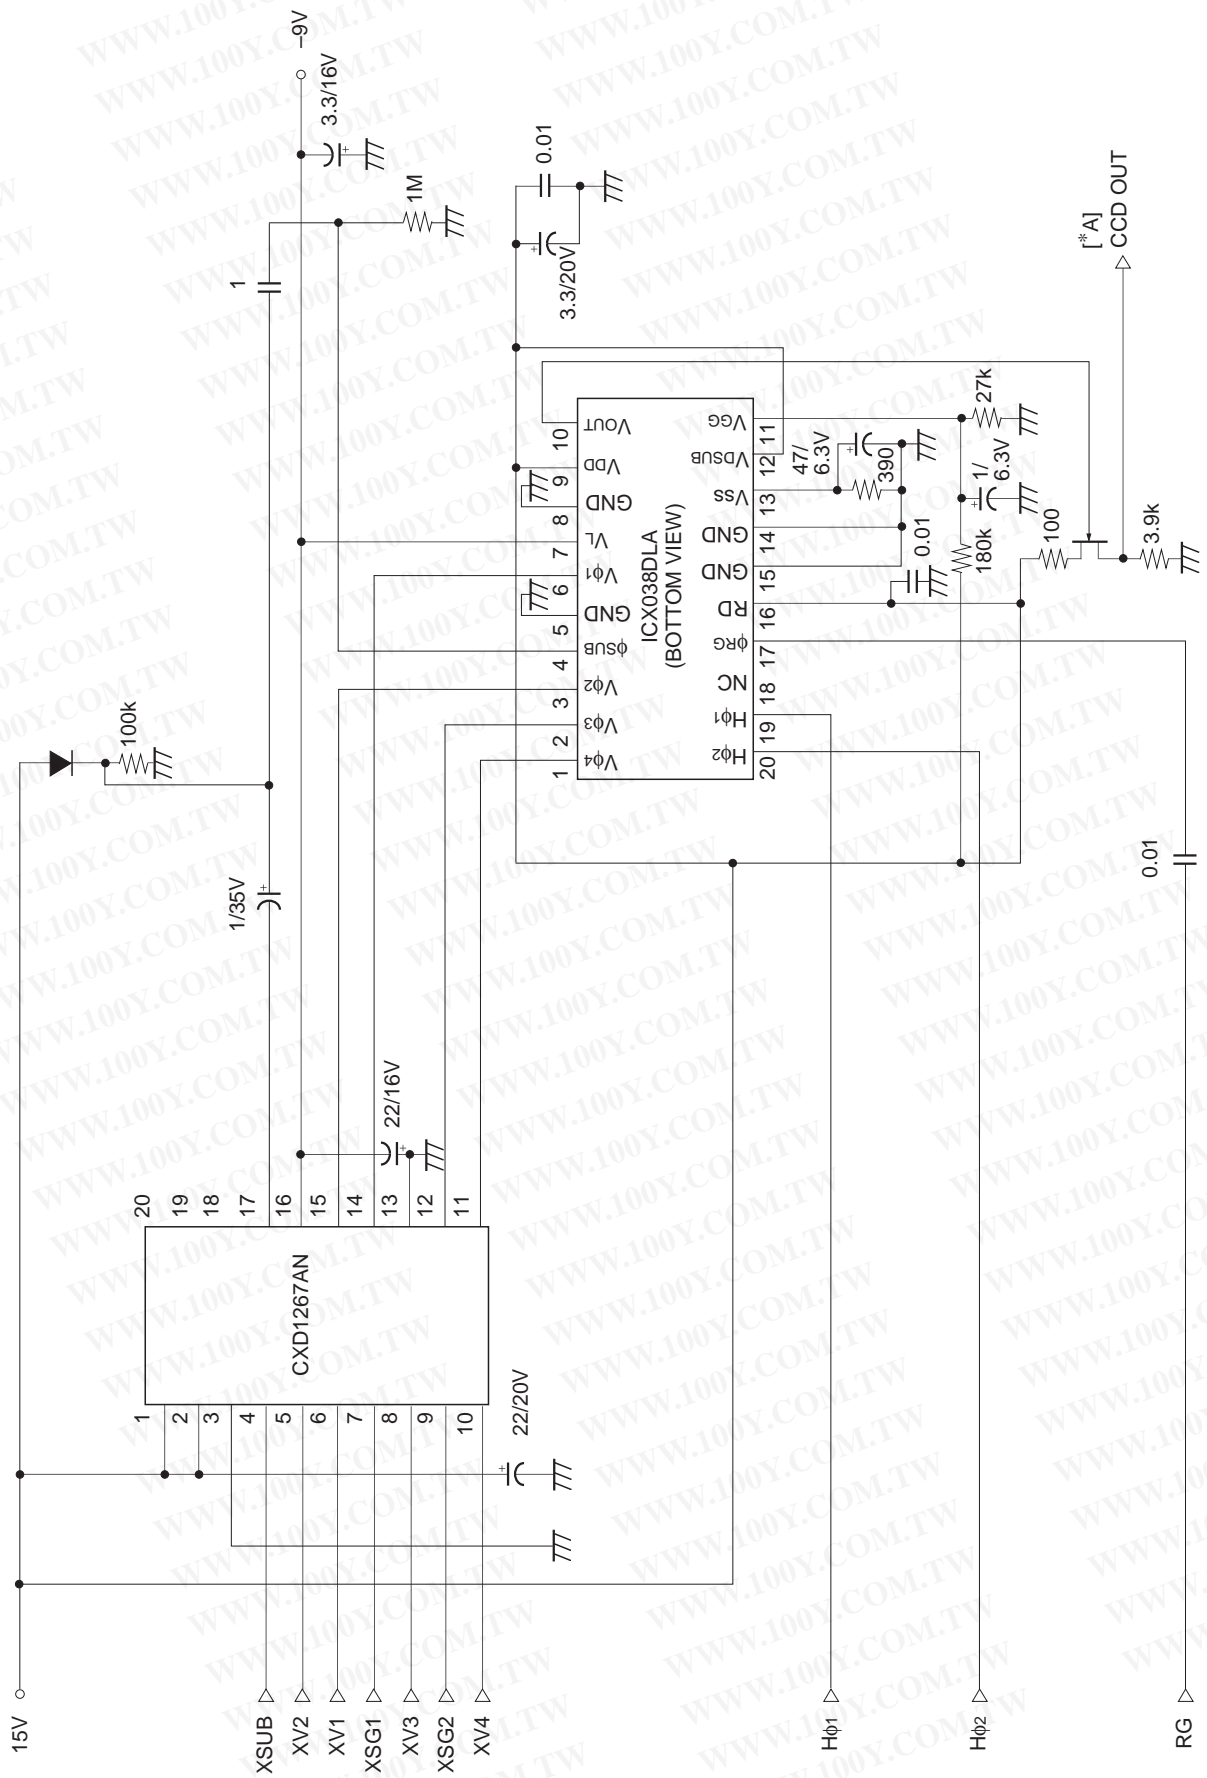 15V
XSUB
XV2
XV1
XSG1
XV3
XSG2
XV4
Hϕ1
Hϕ2
RG
1
2
3
4
5
6
7
8
9
10
22/20V
CXD1267AN
20
19
18
17
16
15
14
13
12
11
22/16V
1/35V
100k
1
–9V
3.3/16V
1M
3.3/20V
0.01
ICX038DLA
(BOTTOM VIEW)
1
2
3
4
5
6
7
8
9
10
Vϕ4
Vϕ3
Vϕ2
ϕSUB
GND
Vϕ1
VL
GND
VDD
VOUT
Hϕ2
Hϕ1
NC
ϕRG
RD
GND
GND
VSS
VDSUB
VGG
20
19
18
17
16
15
14
13
12
11
47/
6.3V
390
0.01
180k
1/
6.3V
27k
100
3.9k
0.01
[*A]
CCD OUT
WWW.100Y.COM.TW